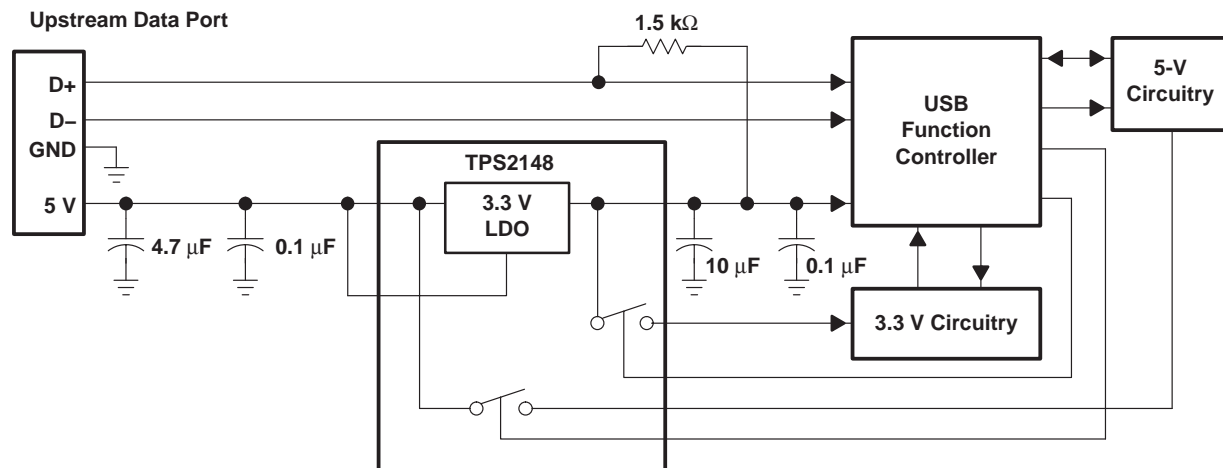 Upstream Data Port
1.5 kΩ
D+
D–
GND
5 V
TPS2148
3.3 V
LDO
USB
Function
Controller
5-V
Circuitry
4.7 μF
0.1 μF
10 μF
0.1 μF
3.3 V Circuitry